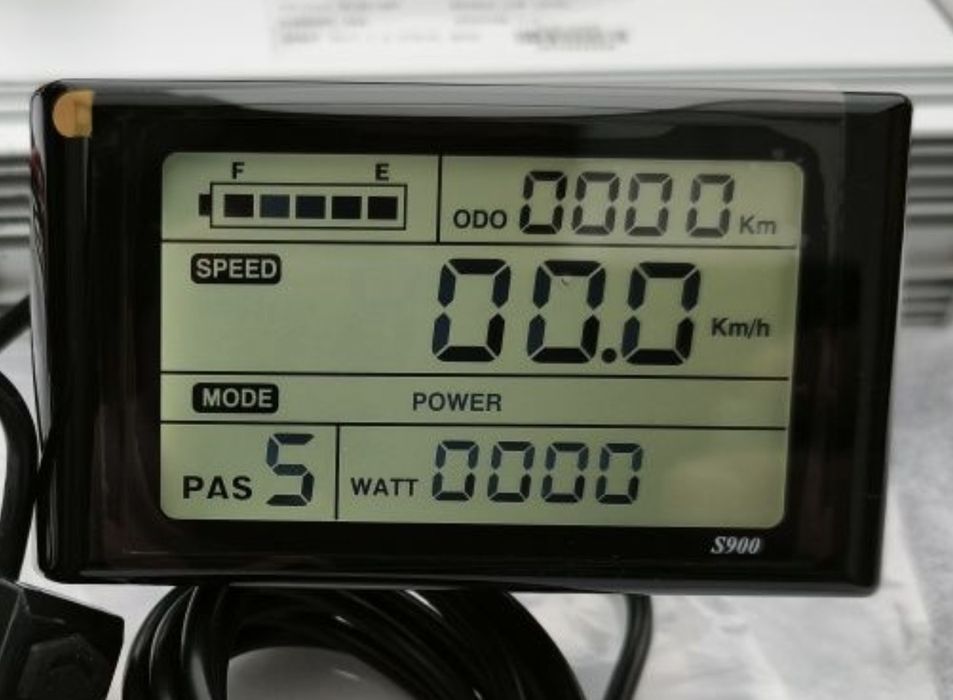 F E
ODO 0000 Km
SPEED
00.0 Km/h
MODE POWER
PAS 5 WATT 0000
S900